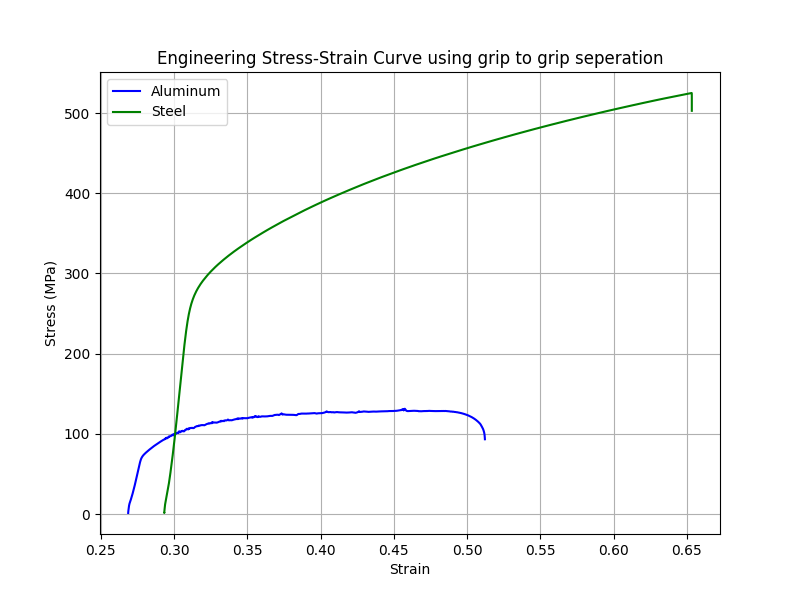 Engineering Stress-Strain Curve using grip to grip seperation
Aluminum
Steel
500
400
300
200
100
0
Stress (MPa)
0.25 0.30 0.35 0.40 0.45 0.50 0.55 0.60 0.65
Strain